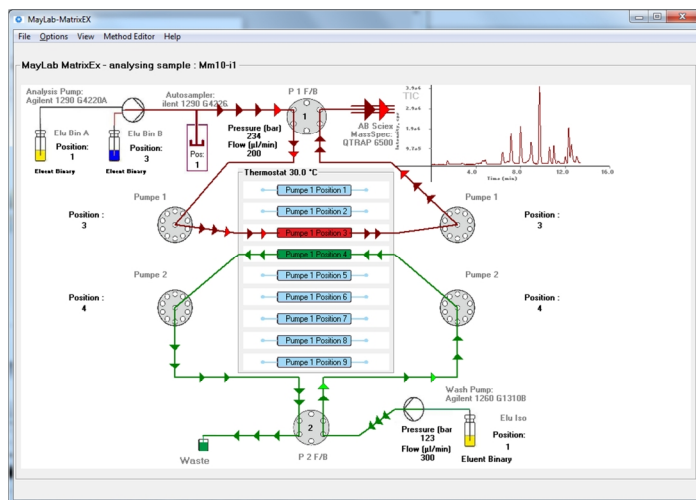 MayLab-MatrixEX
File Options View Method Editor Help
MayLab MatrixEx - analysing sample : Mm10-i1
Analysis Pump:
Agilent 1290 G4220A
Autosampler:
ilent 1290 G4226
P 1 F/B
1
TIC
Intensity, cps
Time (min)
4.0
8.0
12.0
16.0
AB Sciex
MassSpec:
QTRAP 6500
Pressure (bar)
234
Flow (µl/min)
200
Elu Bin A
Position:
1
Eluent Binary
Elu Bin B
Position:
3
Eluent Binary
Pos:
1
Thermostat 30.0 °C
Pumpe 1 Position 1
Pumpe 1 Position 2
Pumpe 1 Position 3
Pumpe 1 Position 4
Pumpe 1 Position 5
Pumpe 1 Position 6
Pumpe 1 Position 7
Pumpe 1 Position 8
Pumpe 1 Position 9
Pumpe 1
Position :
3
Pumpe 1
Position :
3
Pumpe 2
Position :
4
Pumpe 2
Position :
4
Wash Pump:
Agilent 1260 G1310B
Elu Iso
Position:
1
Eluent Binary
Pressure (bar
123
Flow (µl/min)
300
2
P 2 F/B
Waste